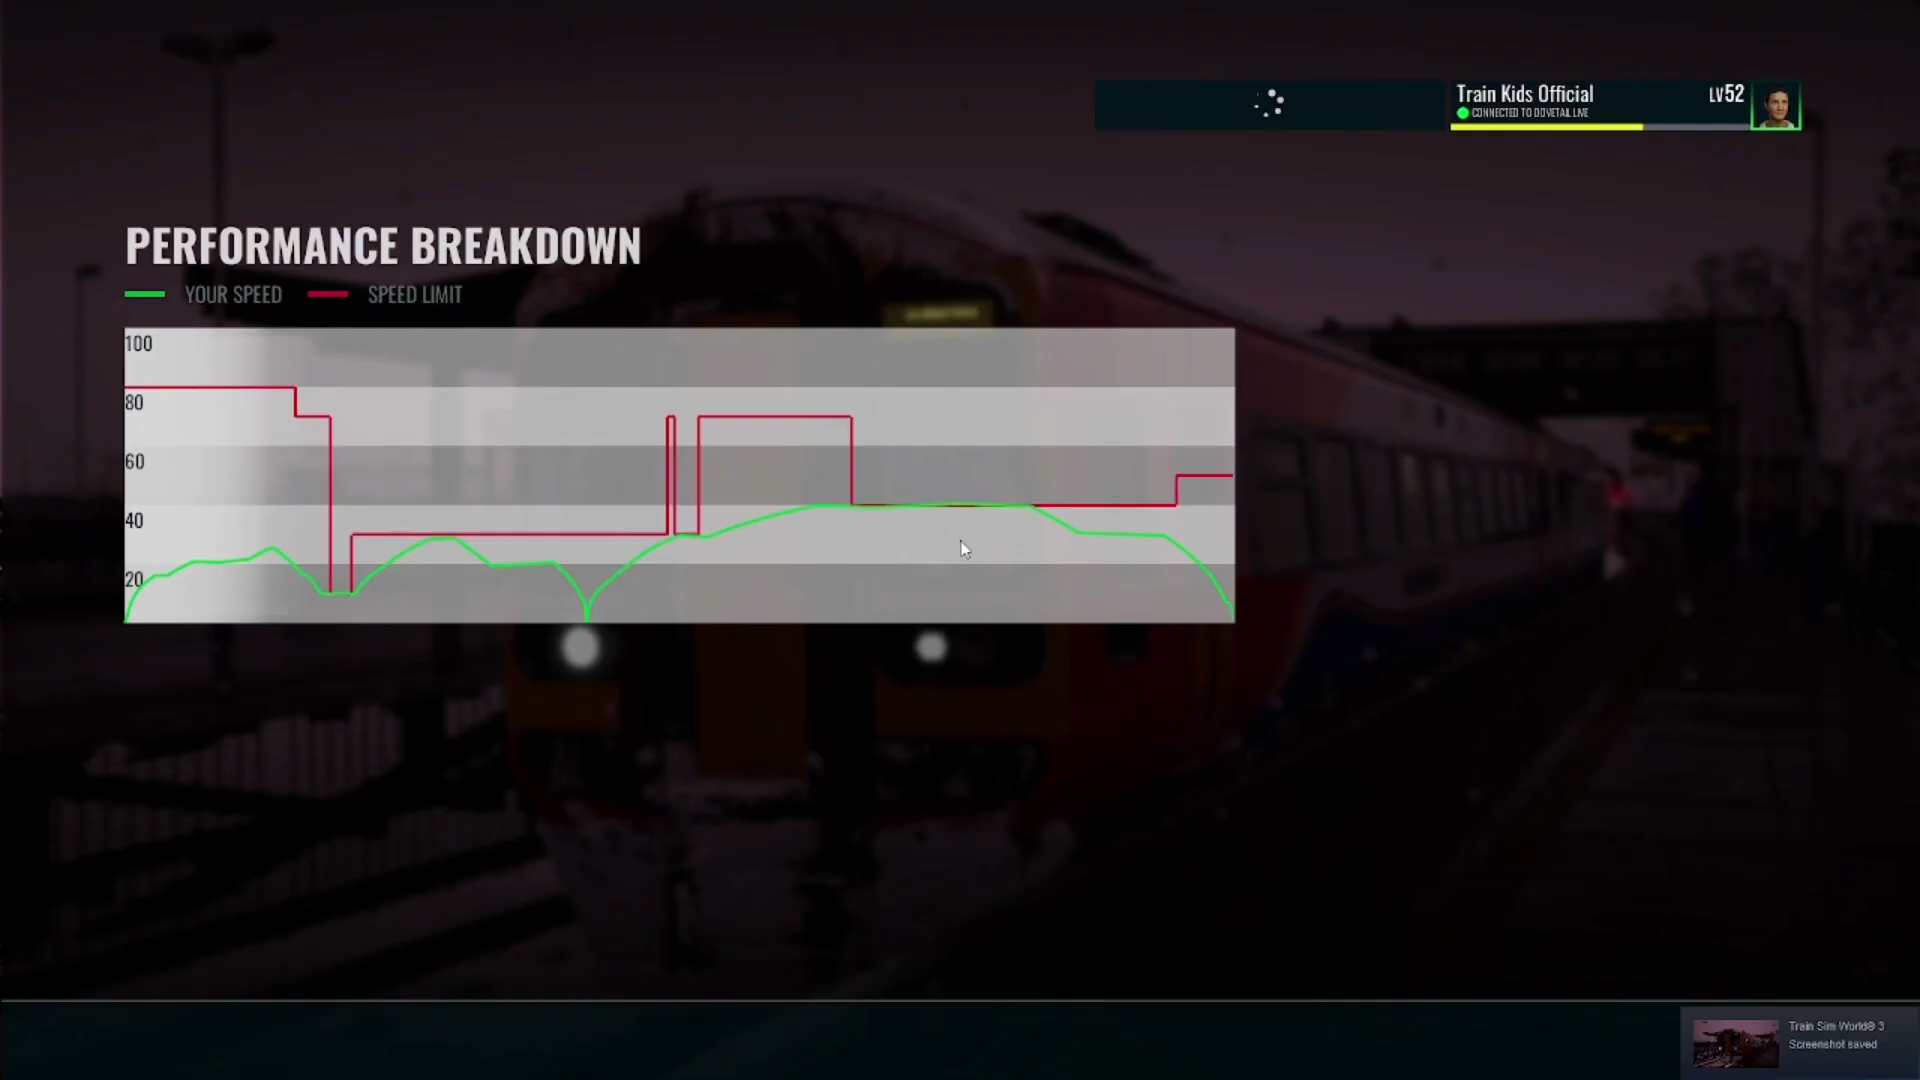 Train Kids Official
LV52
CONNECTED TO DOVETAIL LIVE
PERFORMANCE BREAKDOWN
YOUR SPEED
SPEED LIMIT
100
80
60
40
20
Train Sim World® 3
Screenshot saved